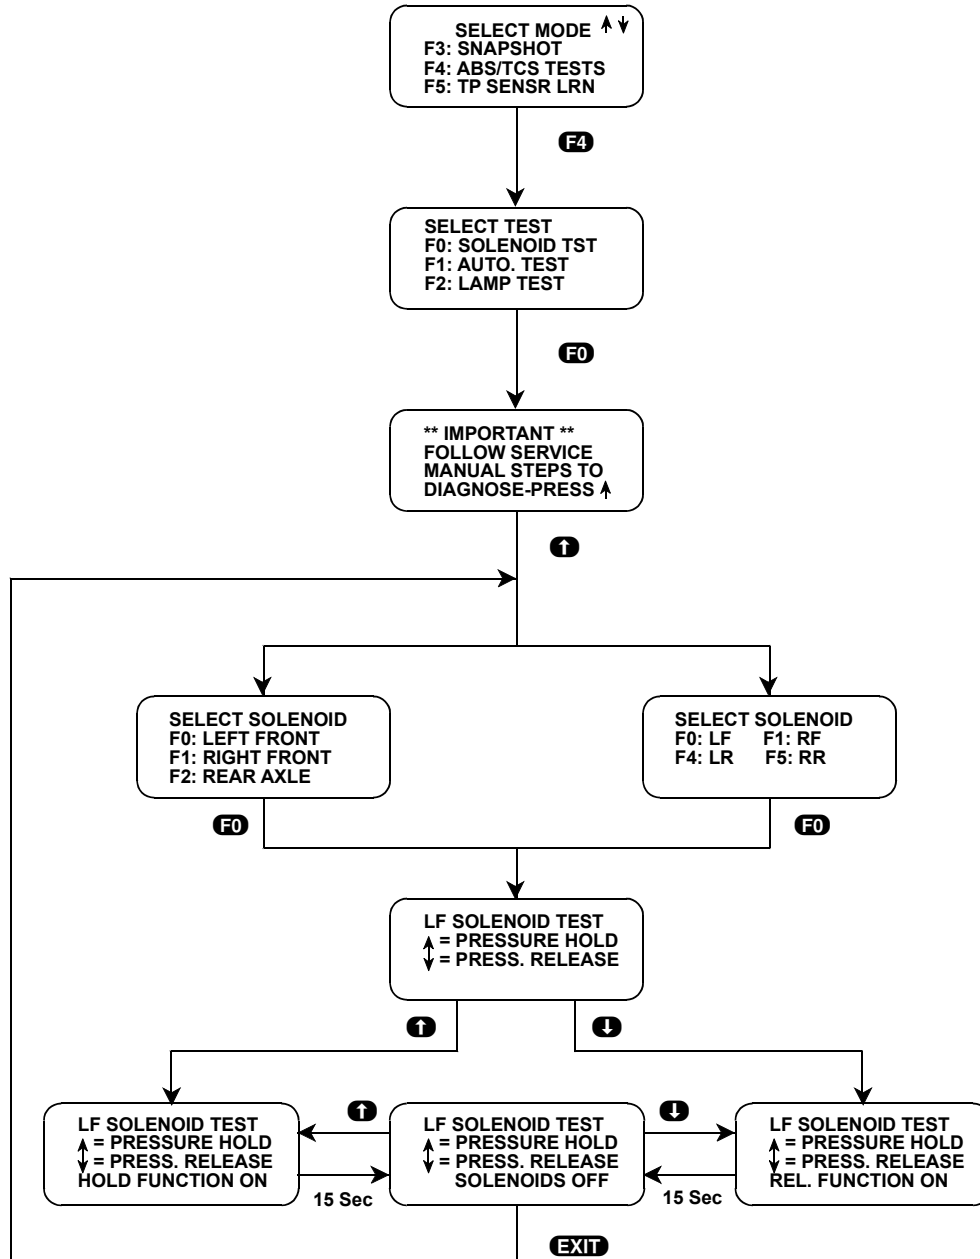 SELECT MODE ↑ ↓
F3: SNAPSHOT
F4: ABS/TCS TESTS
F5: TP SENSR LRN
F4
SELECT TEST
F0: SOLENOID TST
F1: AUTO. TEST
F2: LAMP TEST
F0
** IMPORTANT **
FOLLOW SERVICE
MANUAL STEPS TO
DIAGNOSE-PRESS ↑
↑
SELECT SOLENOID
F0: LEFT FRONT
F1: RIGHT FRONT
F2: REAR AXLE
SELECT SOLENOID
F0: LF F1: RF
F4: LR F5: RR
F0
F0
LF SOLENOID TEST
↑ = PRESSURE HOLD
↓ = PRESS. RELEASE
↑
↓
LF SOLENOID TEST
↑ = PRESSURE HOLD
↓ = PRESS. RELEASE
HOLD FUNCTION ON
↑
15 Sec
LF SOLENOID TEST
↑ = PRESSURE HOLD
↓ = PRESS. RELEASE
SOLENOIDS OFF
↓
15 Sec
LF SOLENOID TEST
↑ = PRESSURE HOLD
↓ = PRESS. RELEASE
REL. FUNCTION ON
EXIT